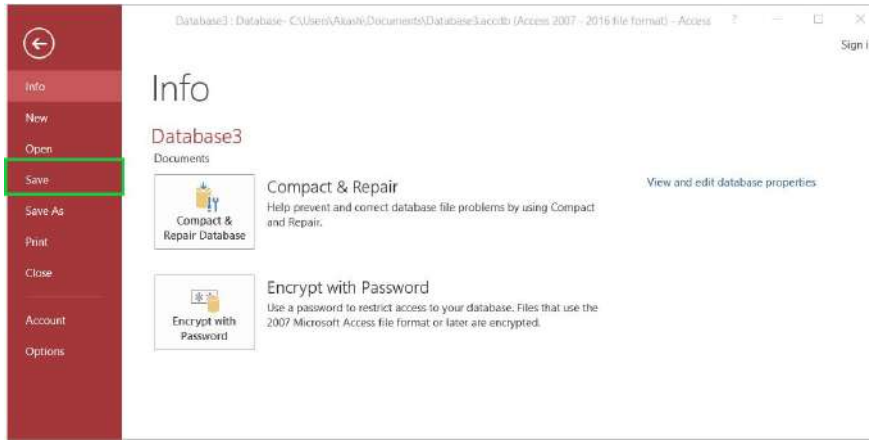 Database3 : Database- C:\Users\Akashi\Documents\Database3.accdb (Access 2007 - 2016 file format) - Access ?
Sign i
Info
New
Open
Save
Save As
Print
Close
Account
Options
Info
Database3
Documents
Compact &
Repair Database
Compact & Repair
Help prevent and correct database file problems by using Compact
and Repair.
View and edit database properties
Encrypt with
Password
Encrypt with Password
Use a password to restrict access to your database. Files that use the
2007 Microsoft Access file format or later are encrypted.